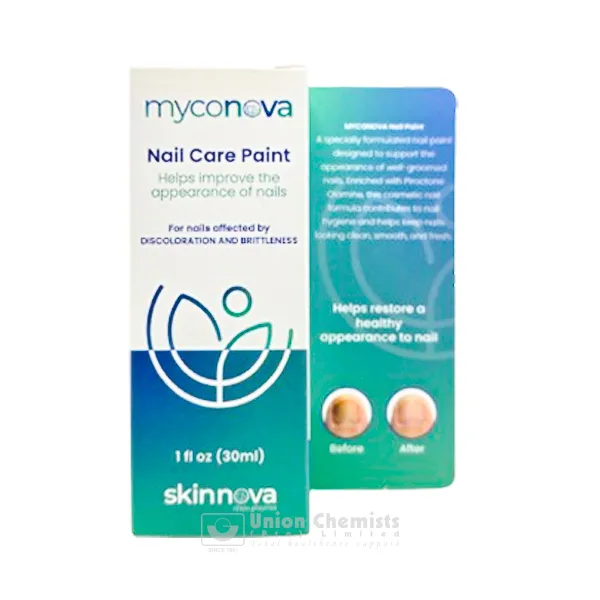 myconova
Nail Care Paint
Helps improve the
appearance of nails
For nails affected by
DISCOLORATION AND BRITTLENESS
1 fl oz (30ml)
skinnova
MYCONOVA Nail Paint
A specially formulated nail paint
designed to support the
appearance of well-groomed
nails. Enriched with Piroctone
Olamine, this cosmetic nail
formula contributes to nail
hygiene and helps keep nails
looking clean, smooth, and fresh.
Helps restore a
healthy
appearance to nail
Before
After
Union Chemists
SINCE 1951